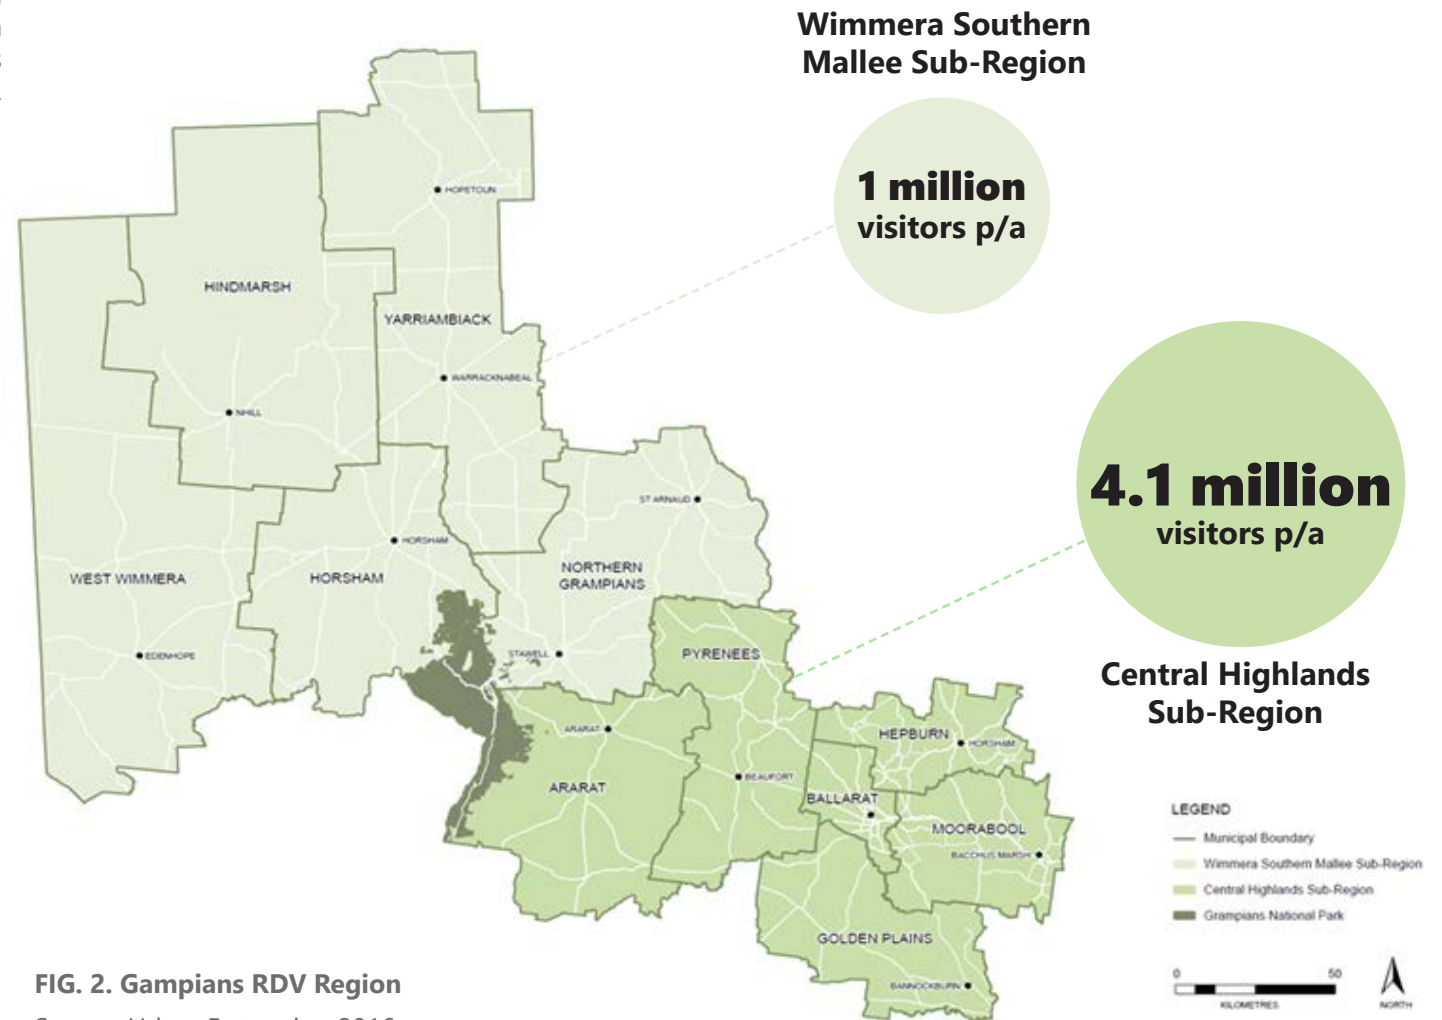 Wimmera Southern
Mallee Sub-Region
1 million
visitors p/a
HOPETOUN
HINDMARSH
YARRIAMBIACK
WARRACKNABEAL
NHILL
4.1 million
visitors p/a
ST ARNAUD
HORSHAM
WEST WIMMERA
HORSHAM
NORTHERN
GRAMPIANS
EDENHOPE
STAWELL
PYRENEES
Central Highlands
Sub-Region
ARARAT
HEPBURN
HORSHAM
BEAUFORT
ARARAT
BALLARAT
MOORABOOL
BACCHUS MARSH
GOLDEN PLAINS
BANNOCKBURN
LEGEND
Municipal Boundary
Wimmera Southern Mallee Sub-Region
Central Highlands Sub-Region
Grampians National Park
0 50
KILOMETRES
NORTH
FIG. 2. Gampians RDV Region